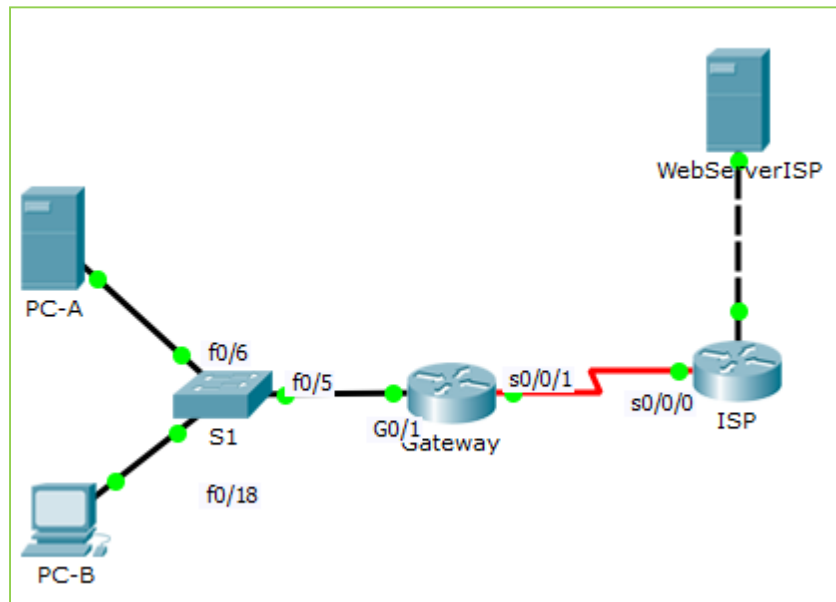 WebServerISP
PC-A
f0/6
f0/5
s0/0/1
s0/0/0
ISP
G0/1
Gateway
S1
f0/18
PC-B